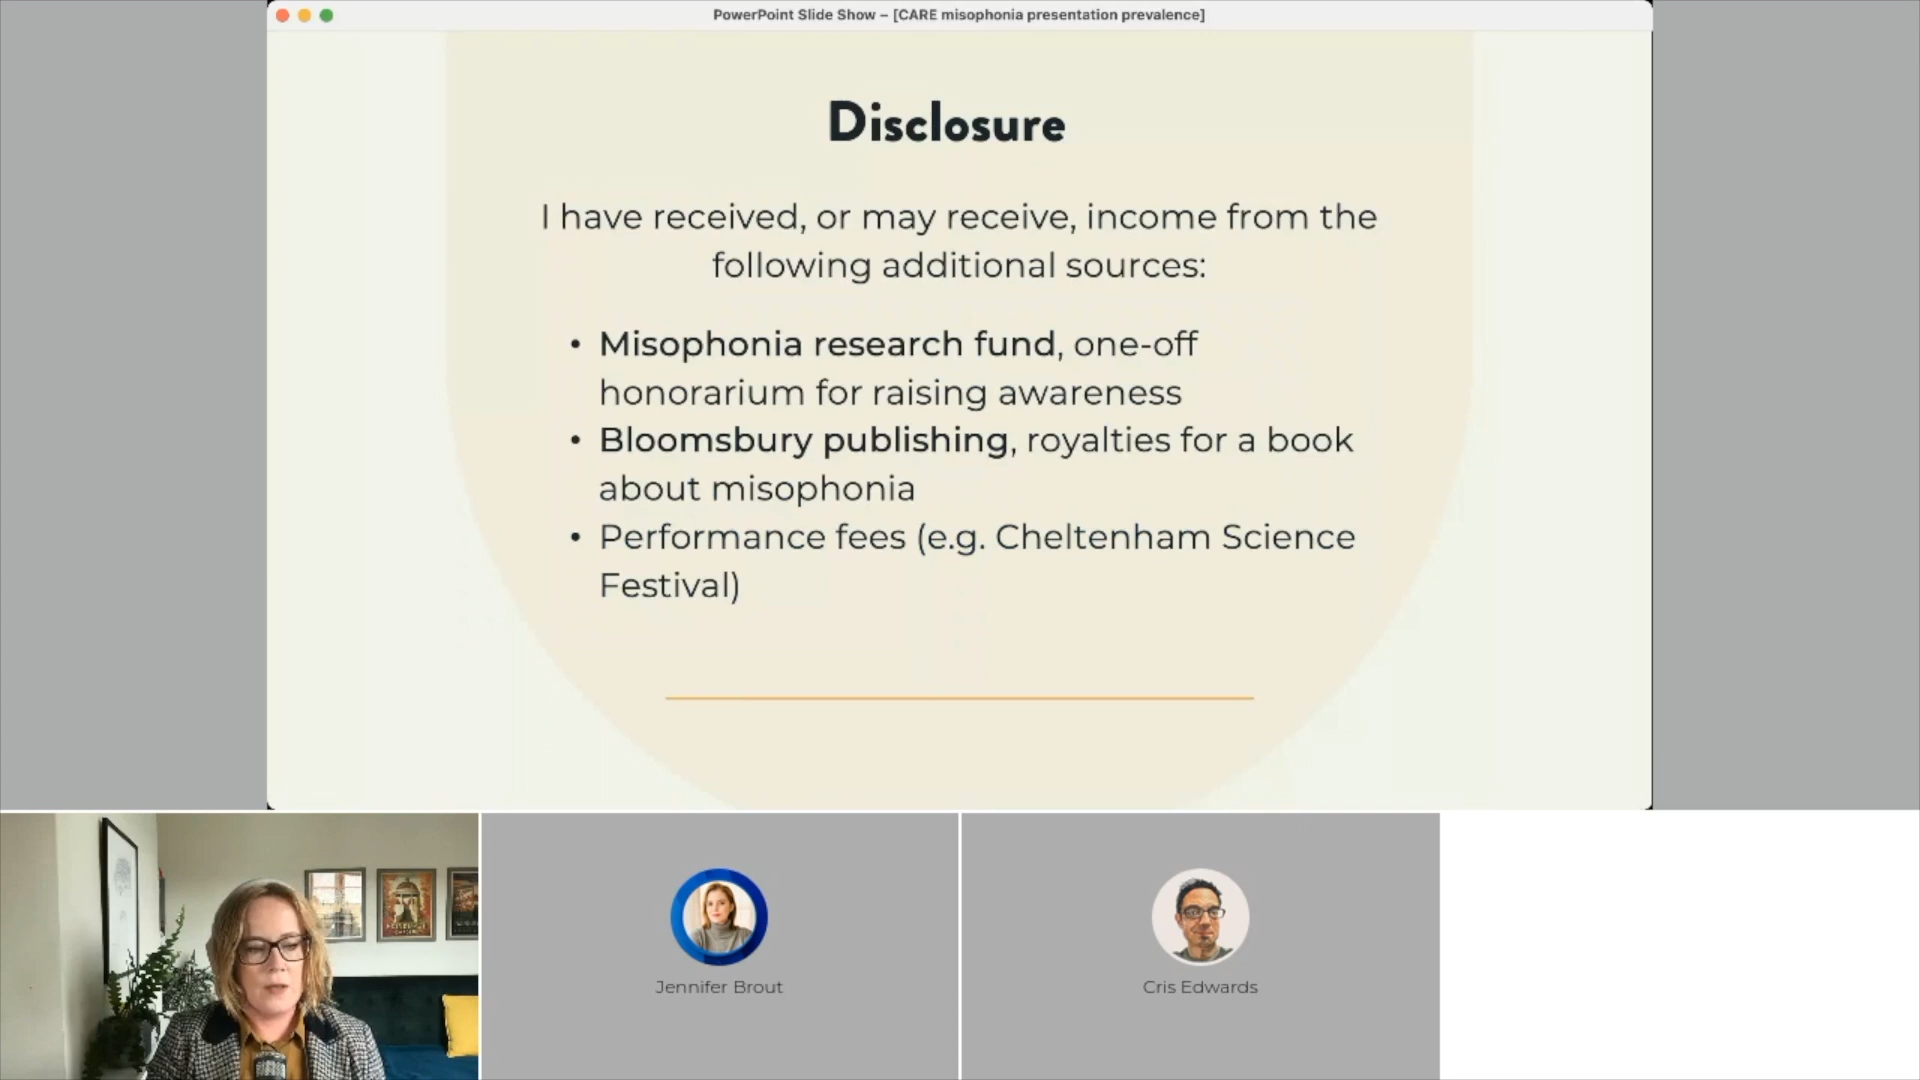 PowerPoint Slide Show – [CARE misophonia presentation prevalence]
Disclosure
I have received, or may receive, income from the
following additional sources:
• Misophonia research fund, one-off
honorarium for raising awareness
• Bloomsbury publishing, royalties for a book
about misophonia
• Performance fees (e.g. Cheltenham Science
Festival)
Jennifer Brout
Cris Edwards